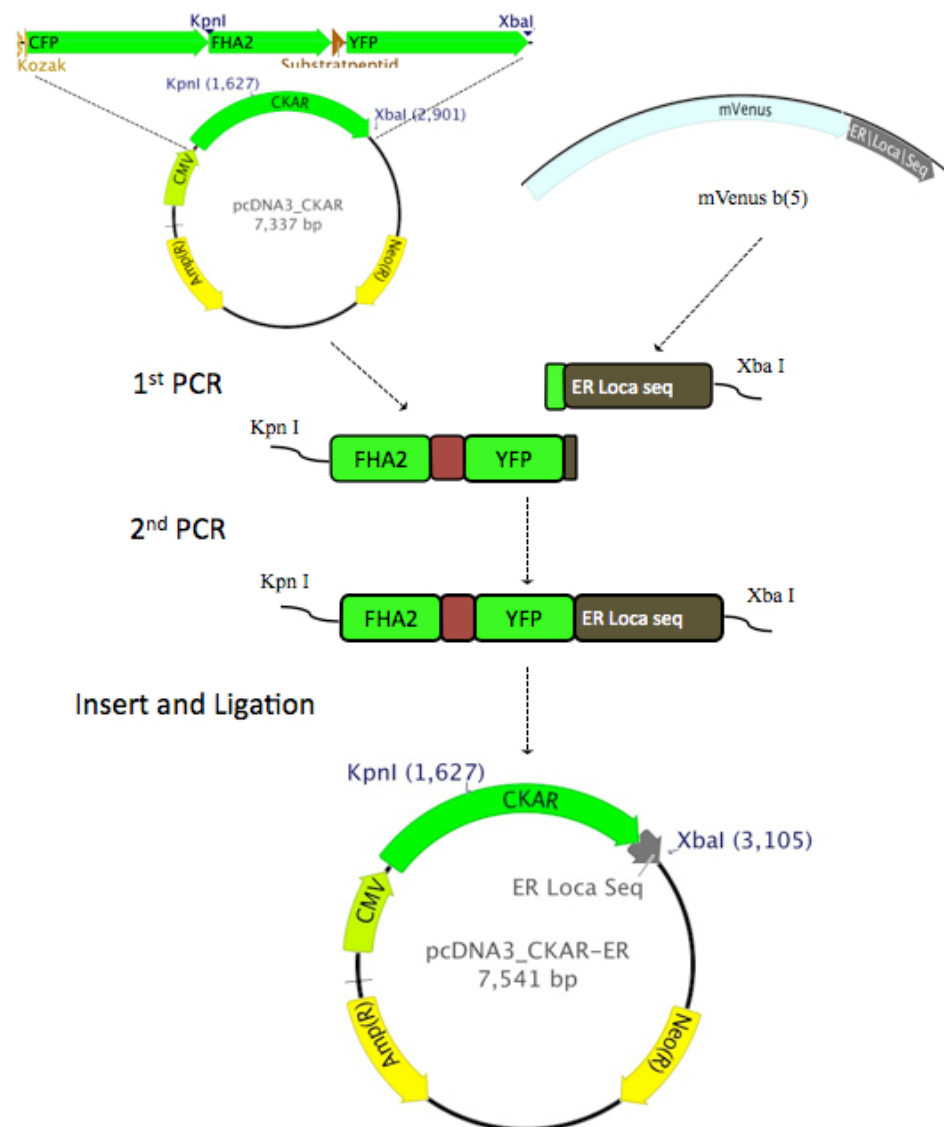 KpnI
XbaI
CFP
FHA2
YFP
Kozak
Substratpeptid
KpnI (1,627)
CKAR
XbaI (2,901)
CMV
pcDNA3_CKAR
7,337 bp
Amp(R)
Neo(R)
mVenus
ER|Loca|Seq
mVenus b(5)
1st PCR
ER Loca seq
Xba I
Kpn I
FHA2
YFP
2nd PCR
Kpn I
Xba I
FHA2
YFP
ER Loca seq
Insert and Ligation
KpnI (1,627)
CKAR
XbaI (3,105)
ER Loca Seq
CMV
pcDNA3_CKAR-ER
7,541 bp
Amp(R)
Neo(R)